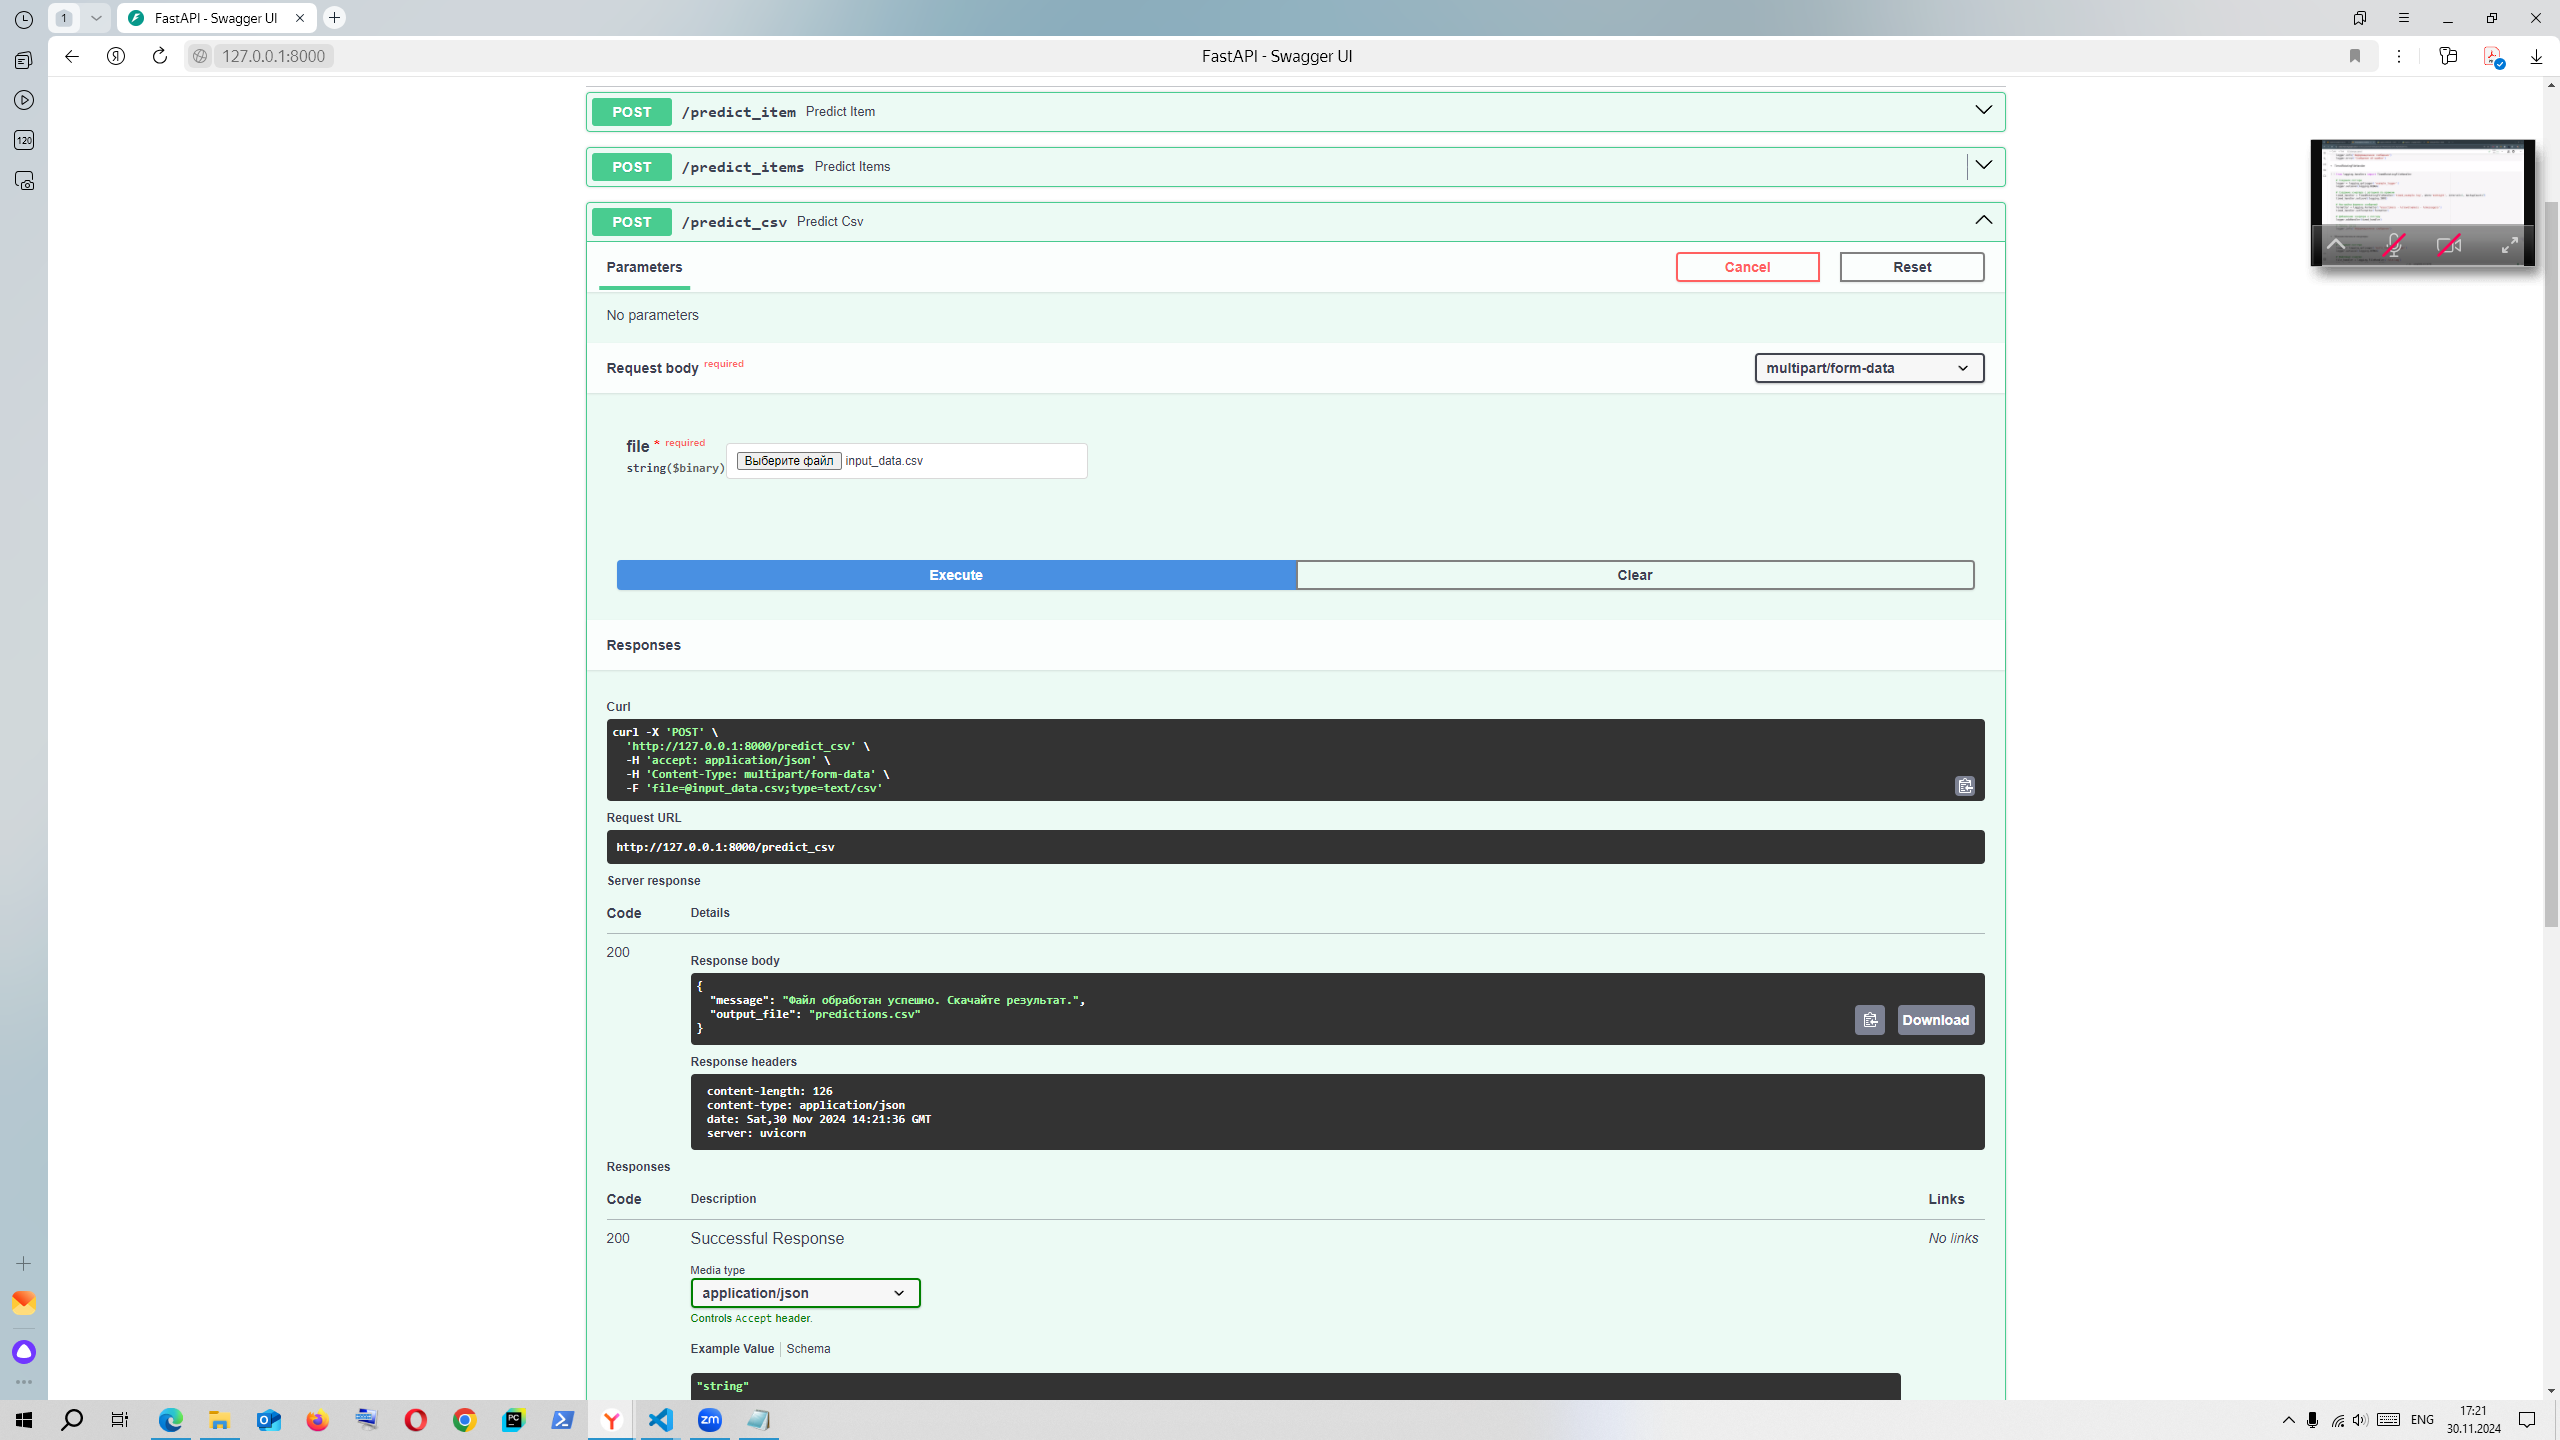 1
FastAPI - Swagger UI
127.0.0.1:8000
FastAPI - Swagger UI
120
POST /predict_item Predict Item
POST /predict_items Predict Items
POST /predict_csv Predict Csv
Parameters
Cancel
Reset
No parameters
Request body required
multipart/form-data
file * required
string($binary)
Выберите файл input_data.csv
Execute
Clear
Responses
Curl
curl -X 'POST' \
'http://127.0.0.1:8000/predict_csv' \
-H 'accept: application/json' \
-H 'Content-Type: multipart/form-data' \
-F 'file=@input_data.csv;type=text/csv'
Request URL
http://127.0.0.1:8000/predict_csv
Server response
Code Details
200
Response body
{
"message": "Файл обработан успешно. Скачайте результат.",
"output_file": "predictions.csv"
}
Download
Response headers
content-length: 126
content-type: application/json
date: Sat,30 Nov 2024 14:21:36 GMT
server: uvicorn
Responses
Code Description Links
200 Successful Response No links
Media type
application/json
Controls Accept header.
Example Value Schema
"string"
PC
zm
ENG
17:21
30.11.2024